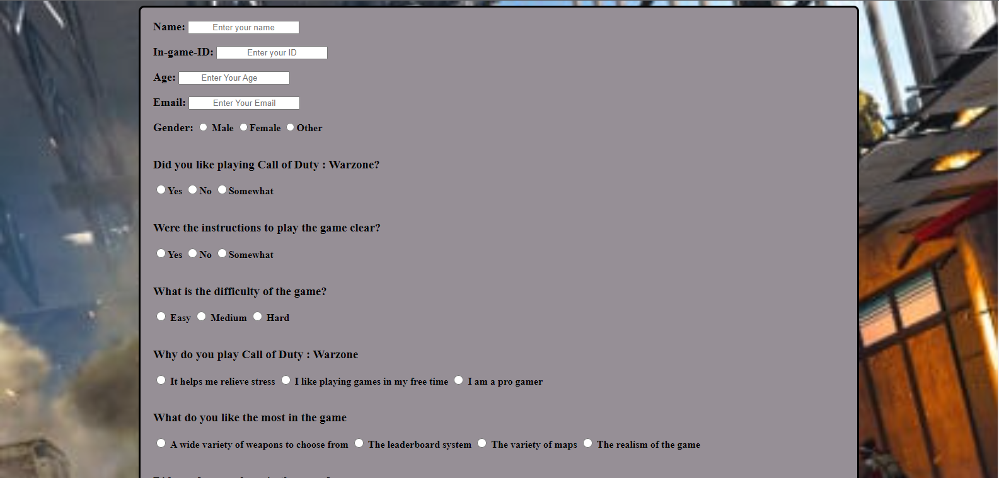 Name: Enter your name
In-game-ID: Enter your ID
Age: Enter Your Age
Email: Enter Your Email
Gender: Male Female Other
Did you like playing Call of Duty : Warzone?
Yes No Somewhat
Were the instructions to play the game clear?
Yes No Somewhat
What is the difficulty of the game?
Easy Medium Hard
Why do you play Call of Duty : Warzone
It helps me relieve stress I like playing games in my free time I am a pro gamer
What do you like the most in the game
A wide variety of weapons to choose from The leaderboard system The variety of maps The realism of the game